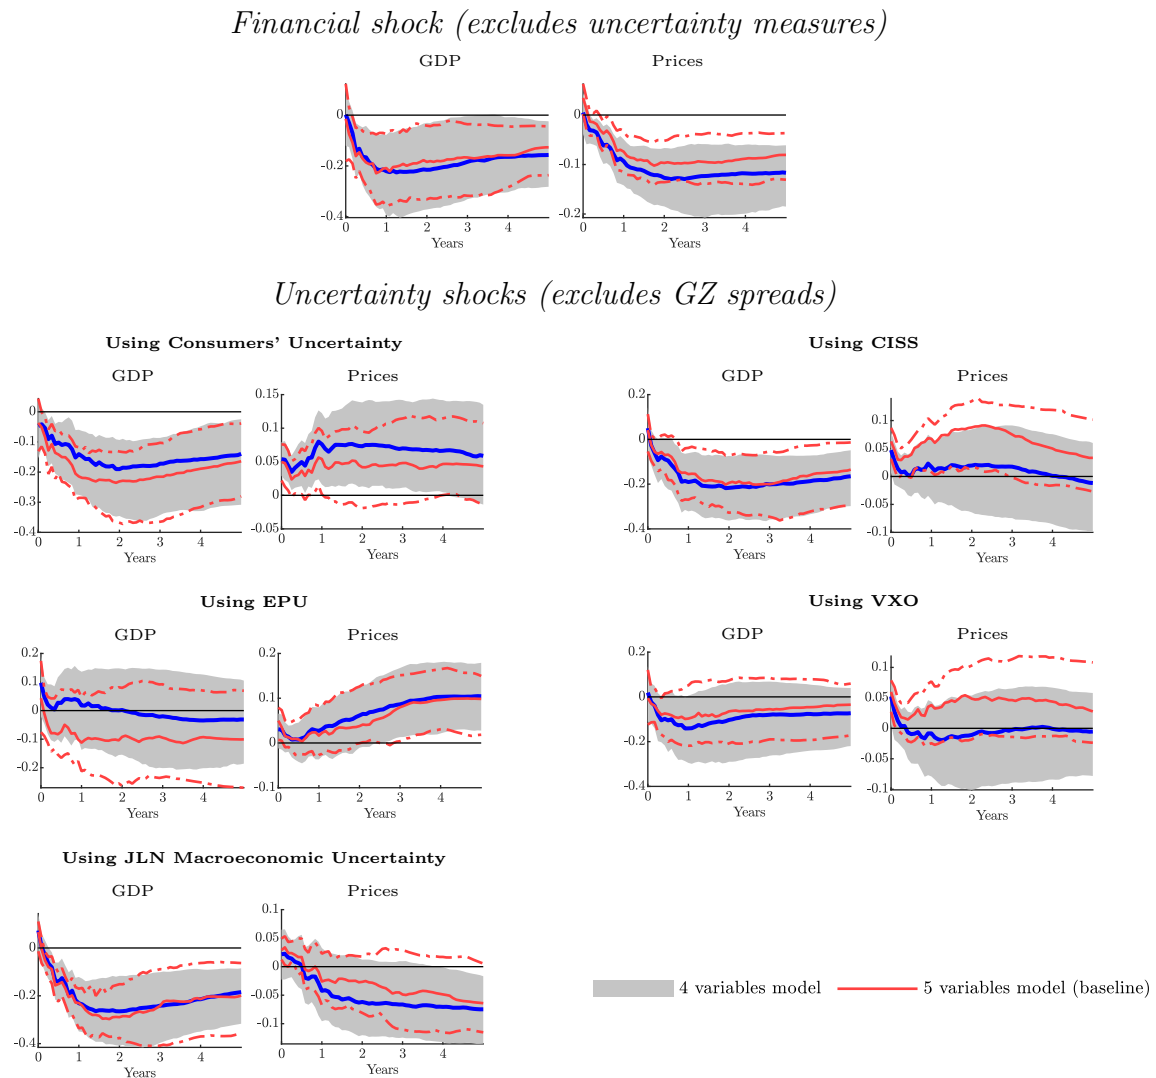 Financial shock (excludes uncertainty measures)
GDP
0
-0.2
-0.4
0 1 2 3 4
Years
Prices
0
-0.1
-0.2
0 1 2 3 4
Years
Uncertainty shocks (excludes GZ spreads)
Using Consumers' Uncertainty
GDP
0
-0.1
-0.2
-0.3
-0.4
0 1 2 3 4
Years
Prices
0.15
0.1
0.05
0
-0.05
0 1 2 3 4
Using CISS
GDP
0.2
0
-0.2
-0.4
0 1 2 3 4
Years
Prices
0.1
0.05
0
-0.05
-0.1
0 1 2 3 4
Years
Using EPU
GDP
0.2
0.1
0
-0.1
-0.2
0 1 2 3 4
Years
Prices
0.2
0.1
0
-0.1
0 1 2 3 4
Years
Using VXO
GDP
0.2
0
-0.2
-0.4
0 1 2 3 4
Years
Prices
0.1
0.05
0
-0.05
-0.1
0 1 2 3 4
Years
Using JLN Macroeconomic Uncertainty
GDP
0
-0.2
-0.4
0 1 2 3 4
Years
Prices
0.1
0.05
0
-0.05
-0.1
0 1 2 3 4
Years
4 variables model
5 variables model (baseline)